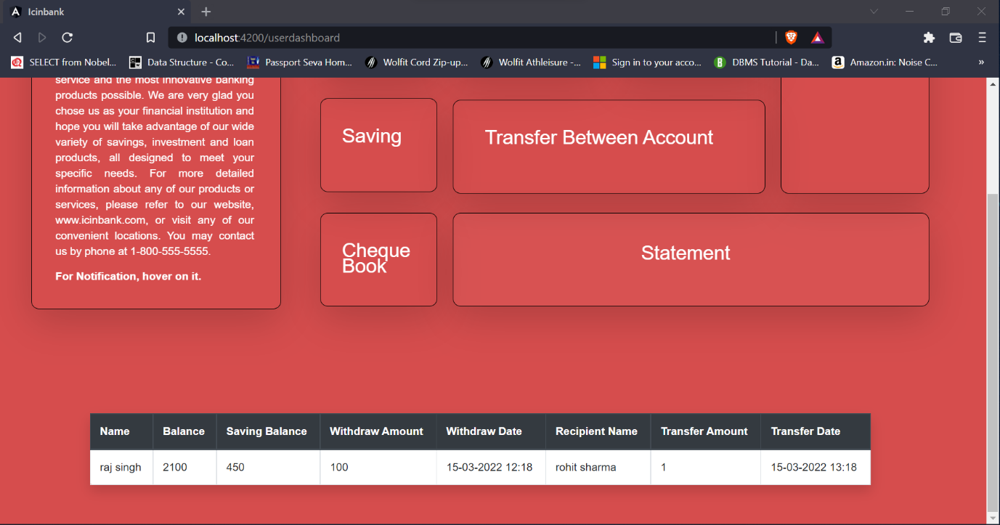 Icinbank
localhost:4200/userdashboard
SELECT from Nobel...
Data Structure - Co...
Passport Seva Hom...
Wolfit Cord Zip-up...
Wolfit Athleisure -...
Sign in to your acco...
DBMS Tutorial - Da...
Amazon.in: Noise C...
»
service and the most innovative banking
products possible. We are very glad you
chose us as your financial institution and
hope you will take advantage of our wide
variety of savings, investment and loan
products, all designed to meet your
specific needs. For more detailed
information about any of our products or
services, please refer to our website,
www.icinbank.com, or visit any of our
convenient locations. You may contact
us by phone at 1-800-555-5555.
For Notification, hover on it.
Saving
Transfer Between Account
Cheque
Book
Statement
Name Balance Saving Balance Withdraw Amount Withdraw Date Recipient Name Transfer Amount Transfer Date
raj singh 2100 450 100 15-03-2022 12:18 rohit sharma 1 15-03-2022 13:18